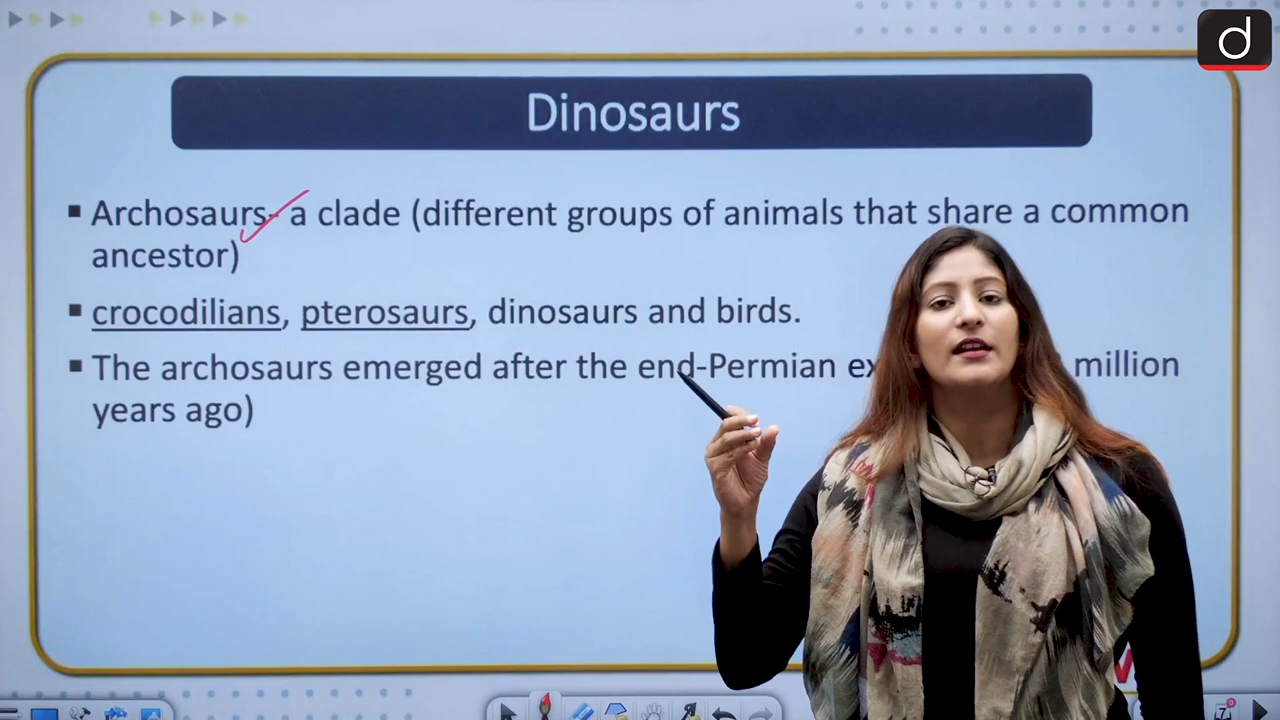 d
Dinosaurs
Archosaurs- a clade (different groups of animals that share a common
ancestor)
crocodilians, pterosaurs, dinosaurs and birds.
The archosaurs emerged after the end-Permian million
years ago)